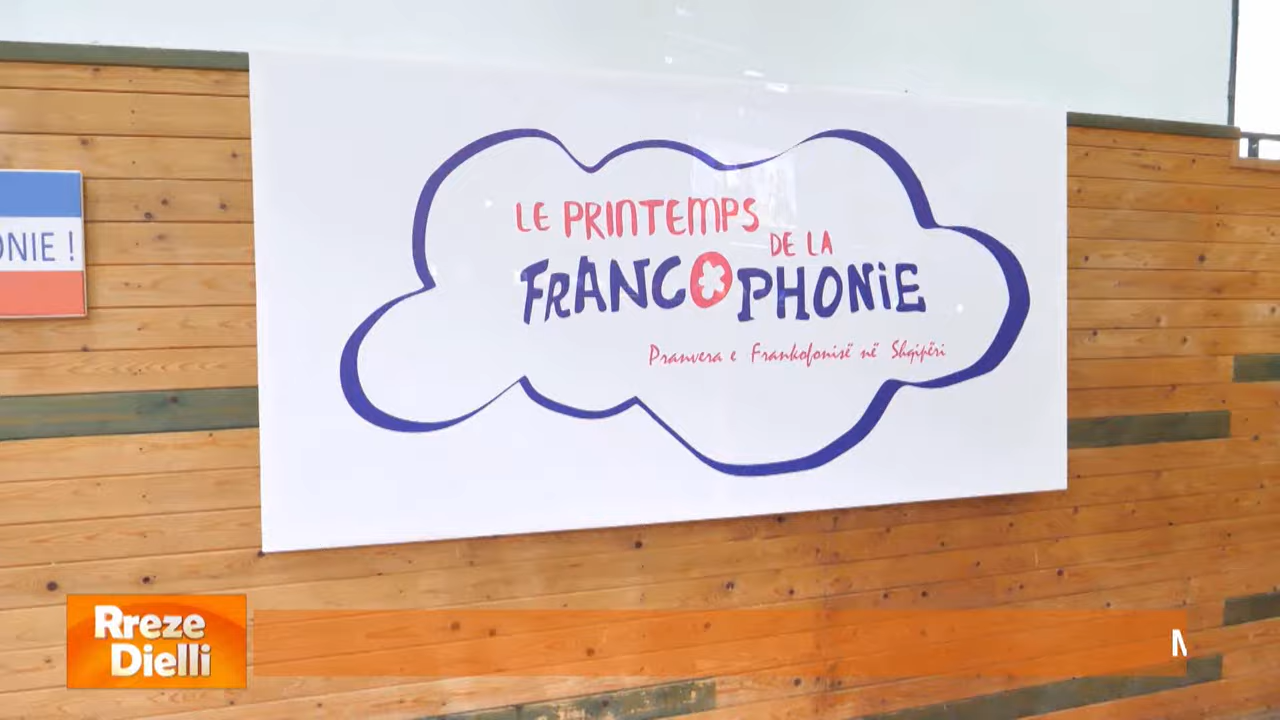 LE PRINTEMPS
DE LA
FRANCOPHONiE
Pranvera e Frankofonisë në Shqipëri
ONIE !
Rreze
Dielli